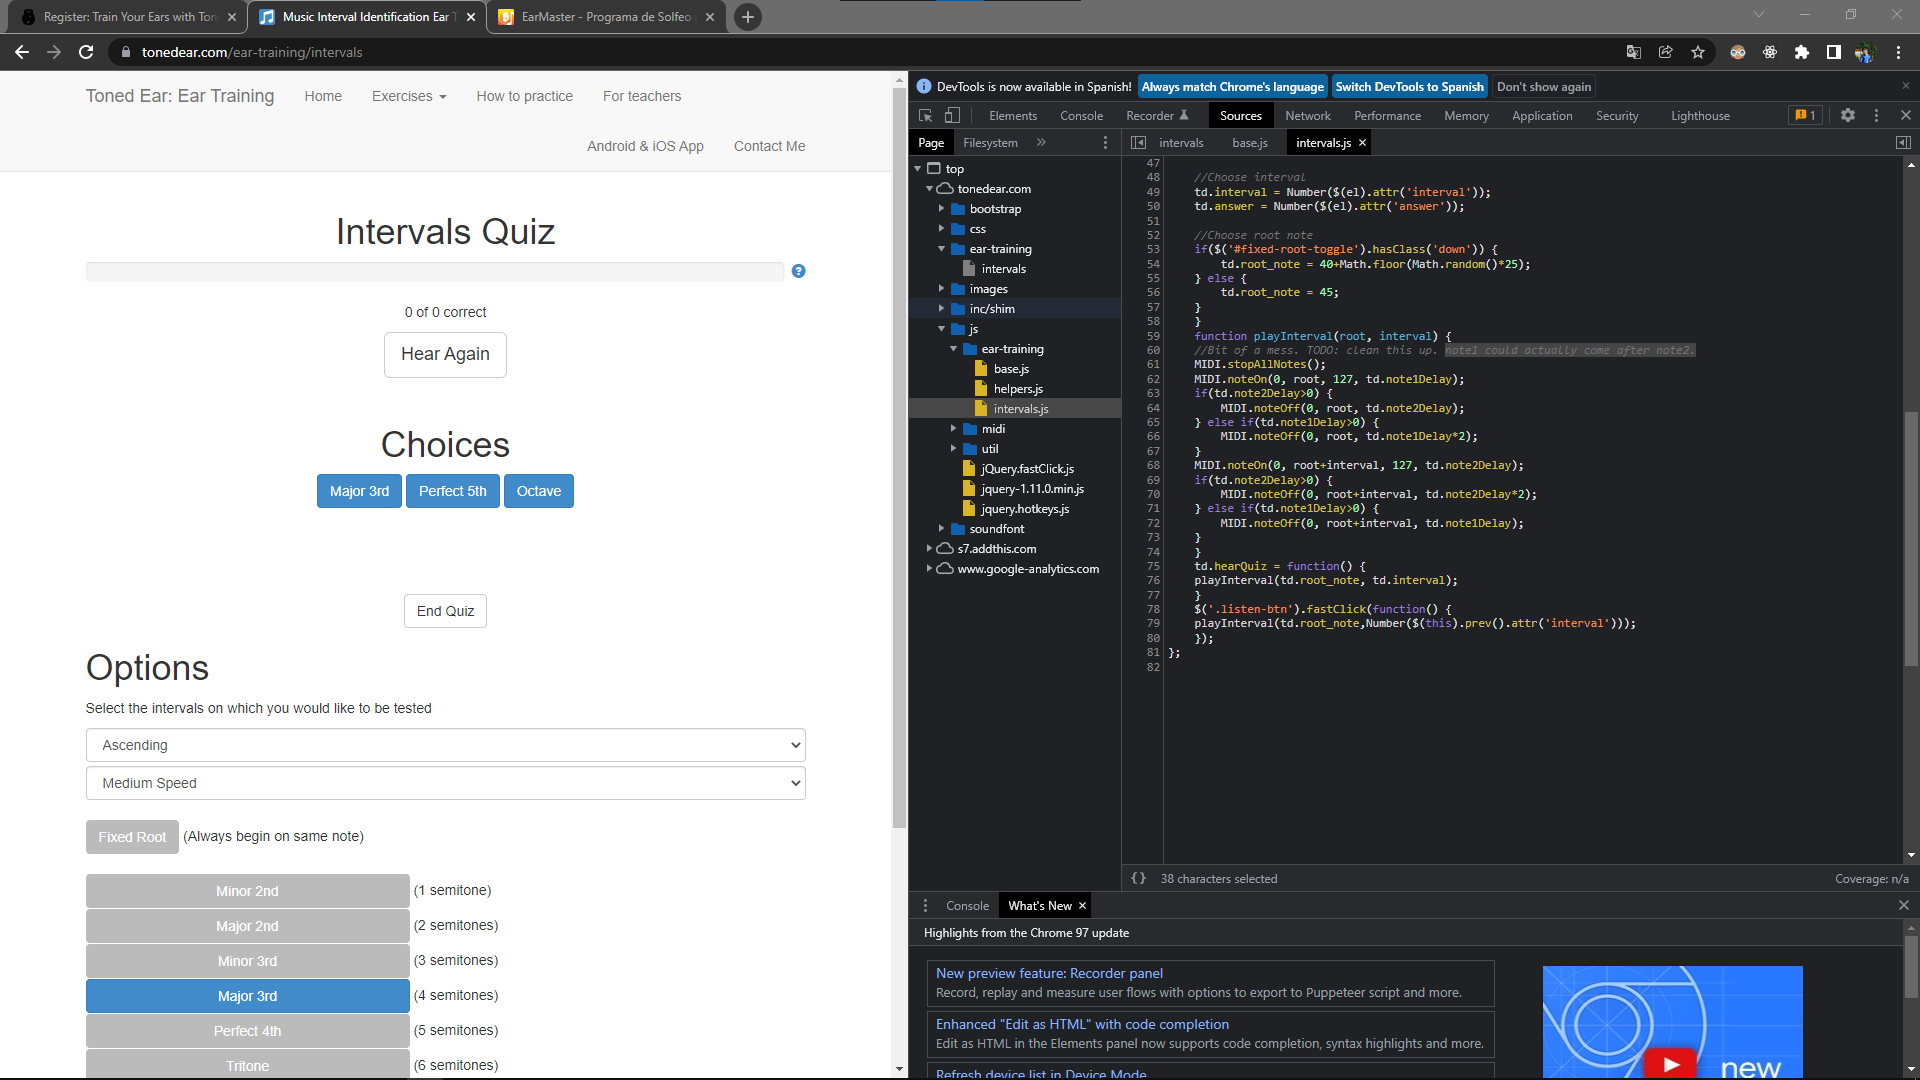 Register: Train Your Ears with Ton
Music Interval Identification Ear T
EarMaster - Programa de Solfeo
tonedear.com/ear-training/intervals
Toned Ear: Ear Training
Home
Exercises
How to practice
For teachers
Android & iOS App
Contact Me
Intervals Quiz
?
0 of 0 correct
Hear Again
Choices
Major 3rd
Perfect 5th
Octave
End Quiz
Options
Select the intervals on which you would like to be tested
Ascending
Medium Speed
Fixed Root (Always begin on same note)
Minor 2nd (1 semitone)
Major 2nd (2 semitones)
Minor 3rd (3 semitones)
Major 3rd (4 semitones)
Perfect 4th (5 semitones)
Tritone (6 semitones)
DevTools is now available in Spanish! Always match Chrome's language Switch DevTools to Spanish Don't show again
Elements Console Recorder Sources Network Performance Memory Application Security Lighthouse 1
Page Filesystem
intervals base.js intervals.js
top
tonedear.com
bootstrap
css
ear-training
intervals
images
inc/shim
js
ear-training
base.js
helpers.js
intervals.js
midi
util
jQuery.fastClick.js
jquery-1.11.0.min.js
jquery.hotkeys.js
soundfont
s7.addthis.com
www.google-analytics.com
47
48 //Choose interval
49 td.interval = Number($(el).attr('interval'));
50 td.answer = Number($(el).attr('answer'));
51
52 //Choose root note
53 if($('#fixed-root-toggle').hasClass('down')) {
54 td.root_note = 40+Math.floor(Math.random()*25);
55 } else {
56 td.root_note = 45;
57 }
58 }
59 function playInterval(root, interval) {
60 //Bit of a mess. TODO: clean this up. note1 could actually come after note2.
61 MIDI.stopAllNotes();
62 MIDI.noteOn(0, root, 127, td.note1Delay);
63 if(td.note2Delay>0) {
64 MIDI.noteOff(0, root, td.note2Delay);
65 } else if(td.note1Delay>0) {
66 MIDI.noteOff(0, root, td.note1Delay*2);
67 }
68 MIDI.noteOn(0, root+interval, 127, td.note2Delay);
69 if(td.note2Delay>0) {
70 MIDI.noteOff(0, root+interval, td.note2Delay*2);
71 } else if(td.note1Delay>0) {
72 MIDI.noteOff(0, root+interval, td.note1Delay);
73 }
74 }
75 td.hearQuiz = function() {
76 playInterval(td.root_note, td.interval);
77 }
78 $('.listen-btn').fastClick(function() {
79 playInterval(td.root_note,Number($(this).prev().attr('interval')));
80 });
81 };
82
{} 38 characters selected
Coverage: n/a
Console What's New
Highlights from the Chrome 97 update
New preview feature: Recorder panel
Record, replay and measure user flows with options to export to Puppeteer script and more.
Enhanced "Edit as HTML" with code completion
Edit as HTML in the Elements panel now supports code completion, syntax highlights and more.
Refresh device list in Device Mode
new